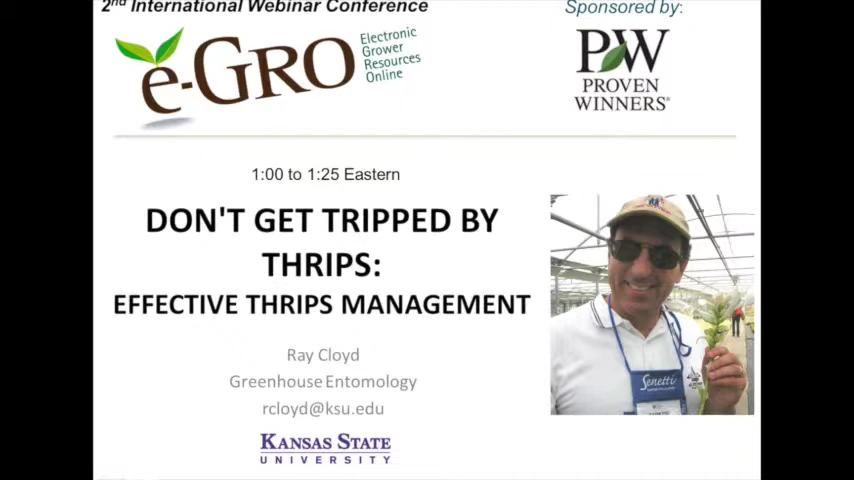 2nd International Webinar Conference
Sponsored by:
e-GRO
Electronic
Grower
Resources
Online
PW
PROVEN
WINNERS®
1:00 to 1:25 Eastern
DON'T GET TRIPPED BY
THRIPS:
EFFECTIVE THRIPS MANAGEMENT
Ray Cloyd
Greenhouse Entomology
rcloyd@ksu.edu
KANSAS STATE
UNIVERSITY
Senetti